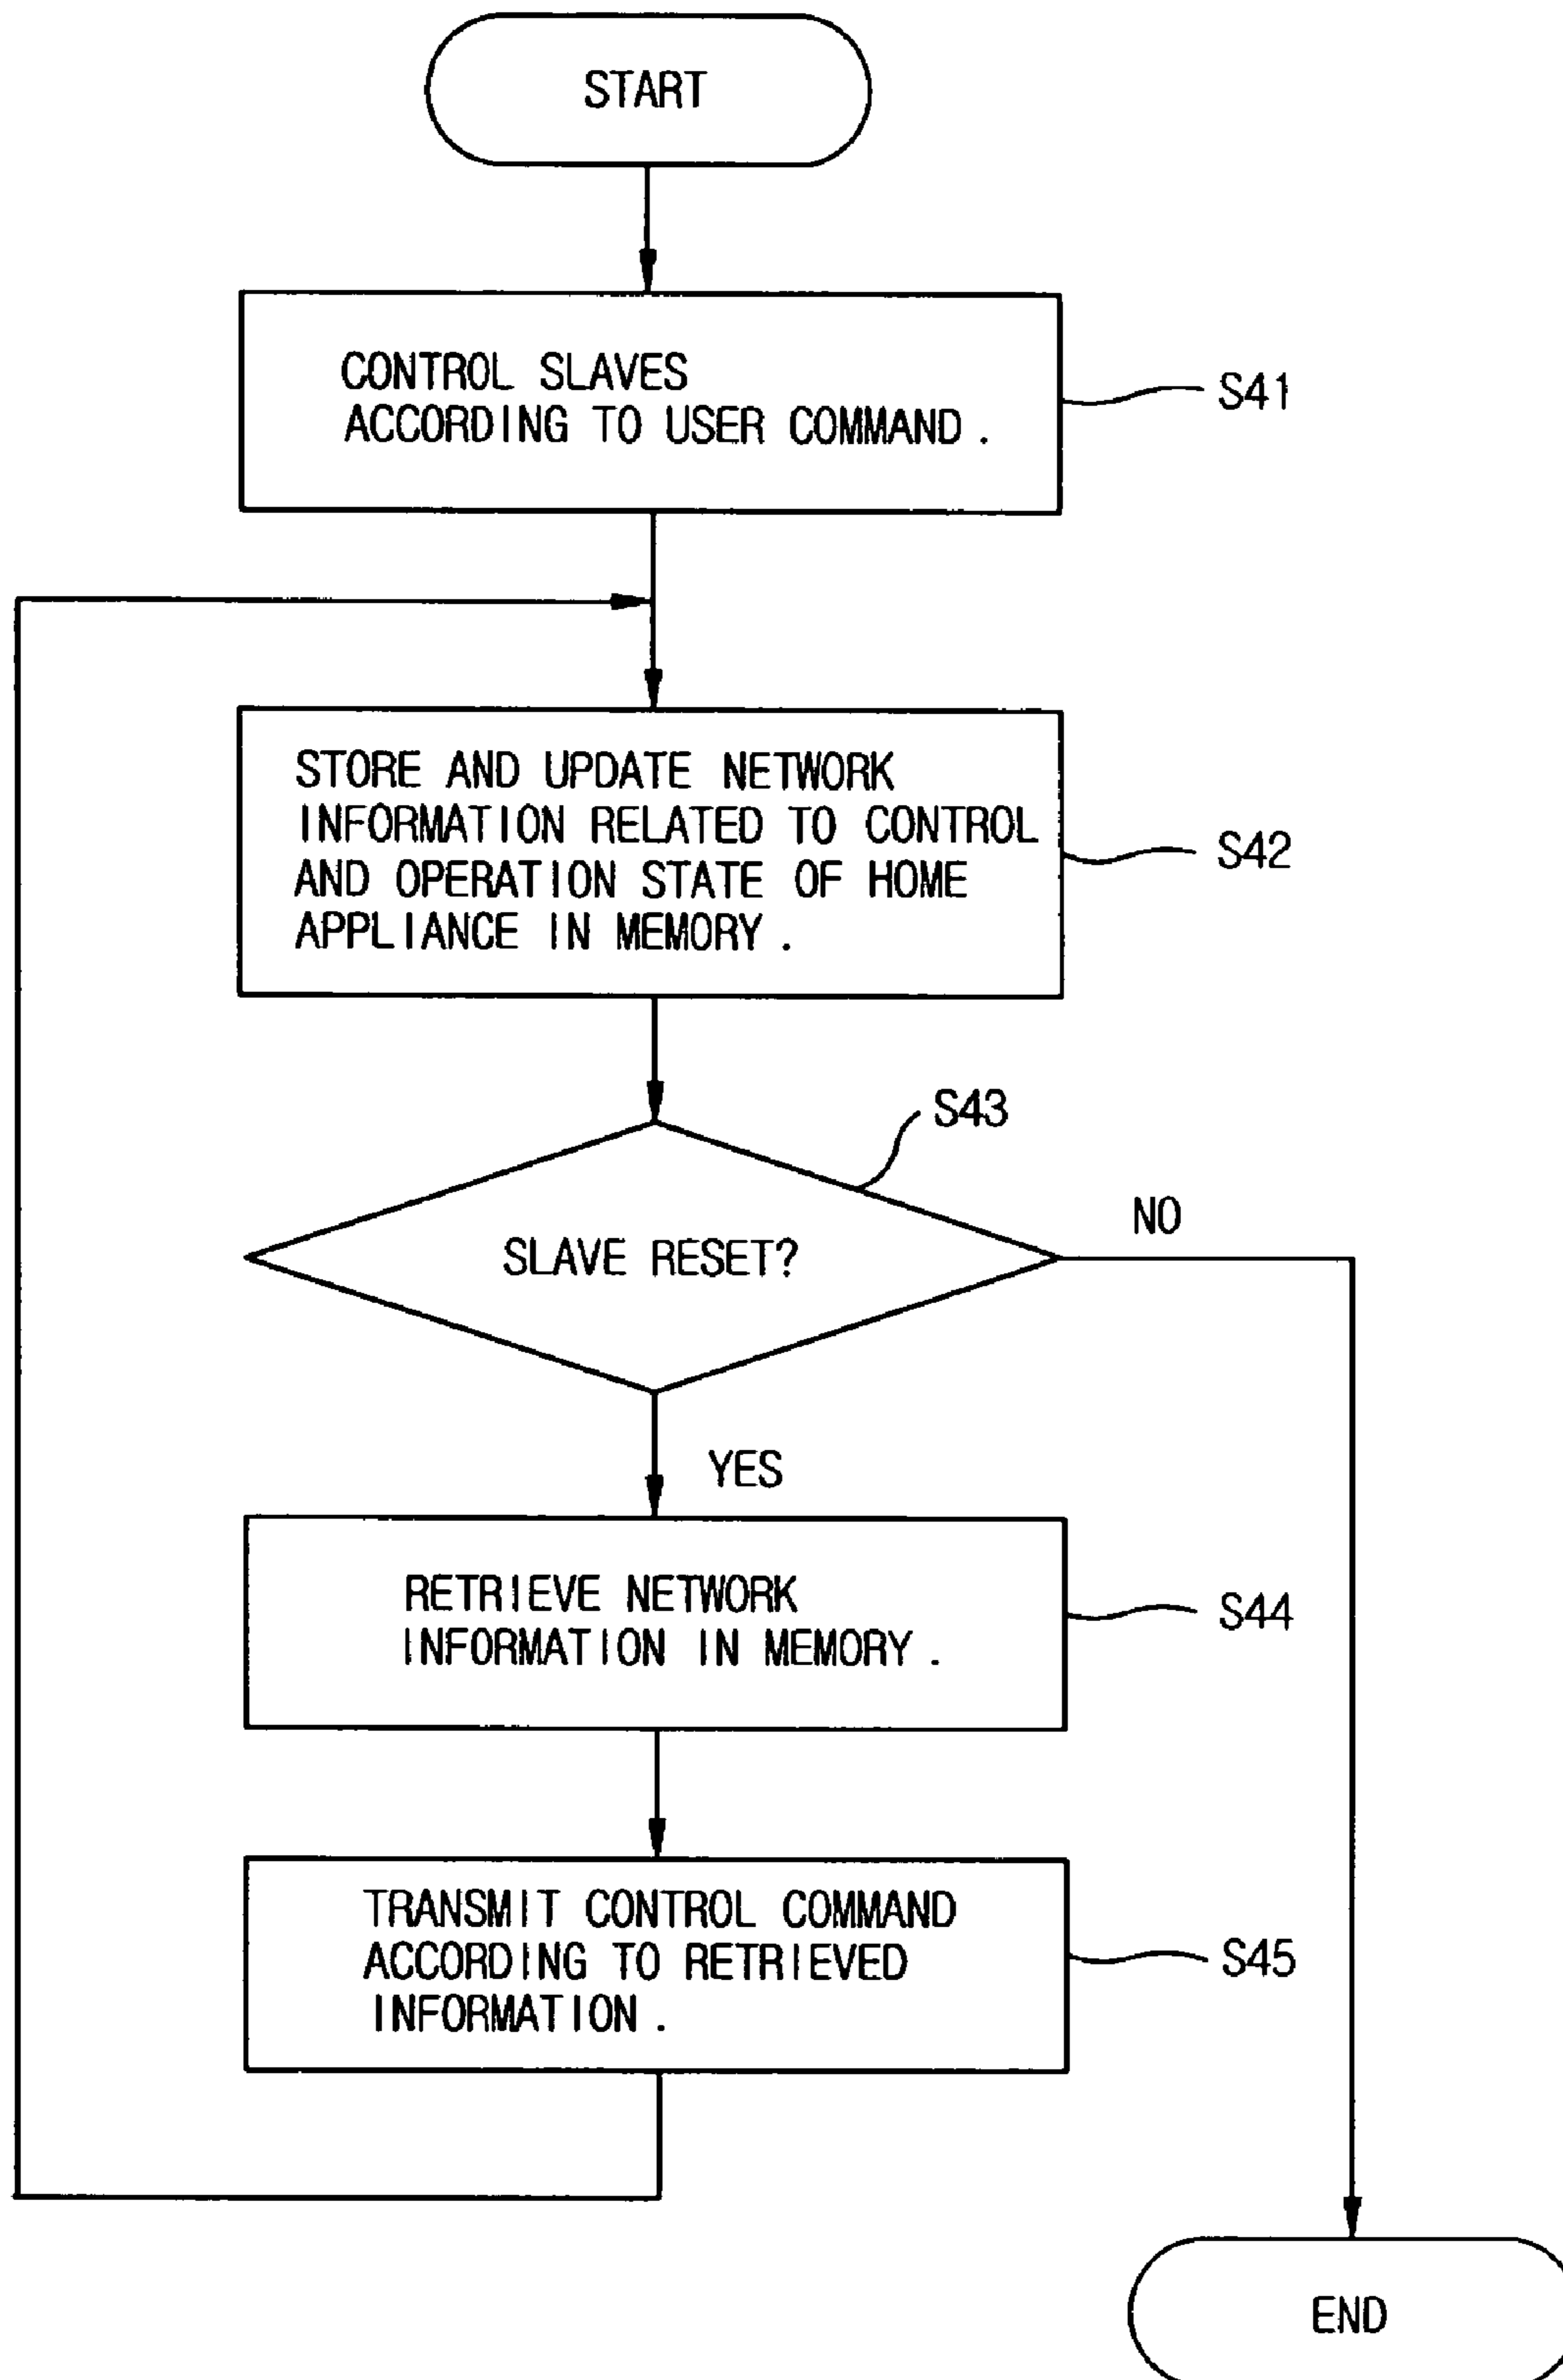 START
CONTROL SLAVES
ACCORDING TO USER COMMAND.
S41
STORE AND UPDATE NETWORK
INFORMATION RELATED TO CONTROL
AND OPERATION STATE OF HOME
APPLIANCE IN MEMORY.
S42
S43
SLAVE RESET?
NO
YES
RETRIEVE NETWORK
INFORMATION IN MEMORY.
S44
TRANSMIT CONTROL COMMAND
ACCORDING TO RETRIEVED
INFORMATION.
S45
END